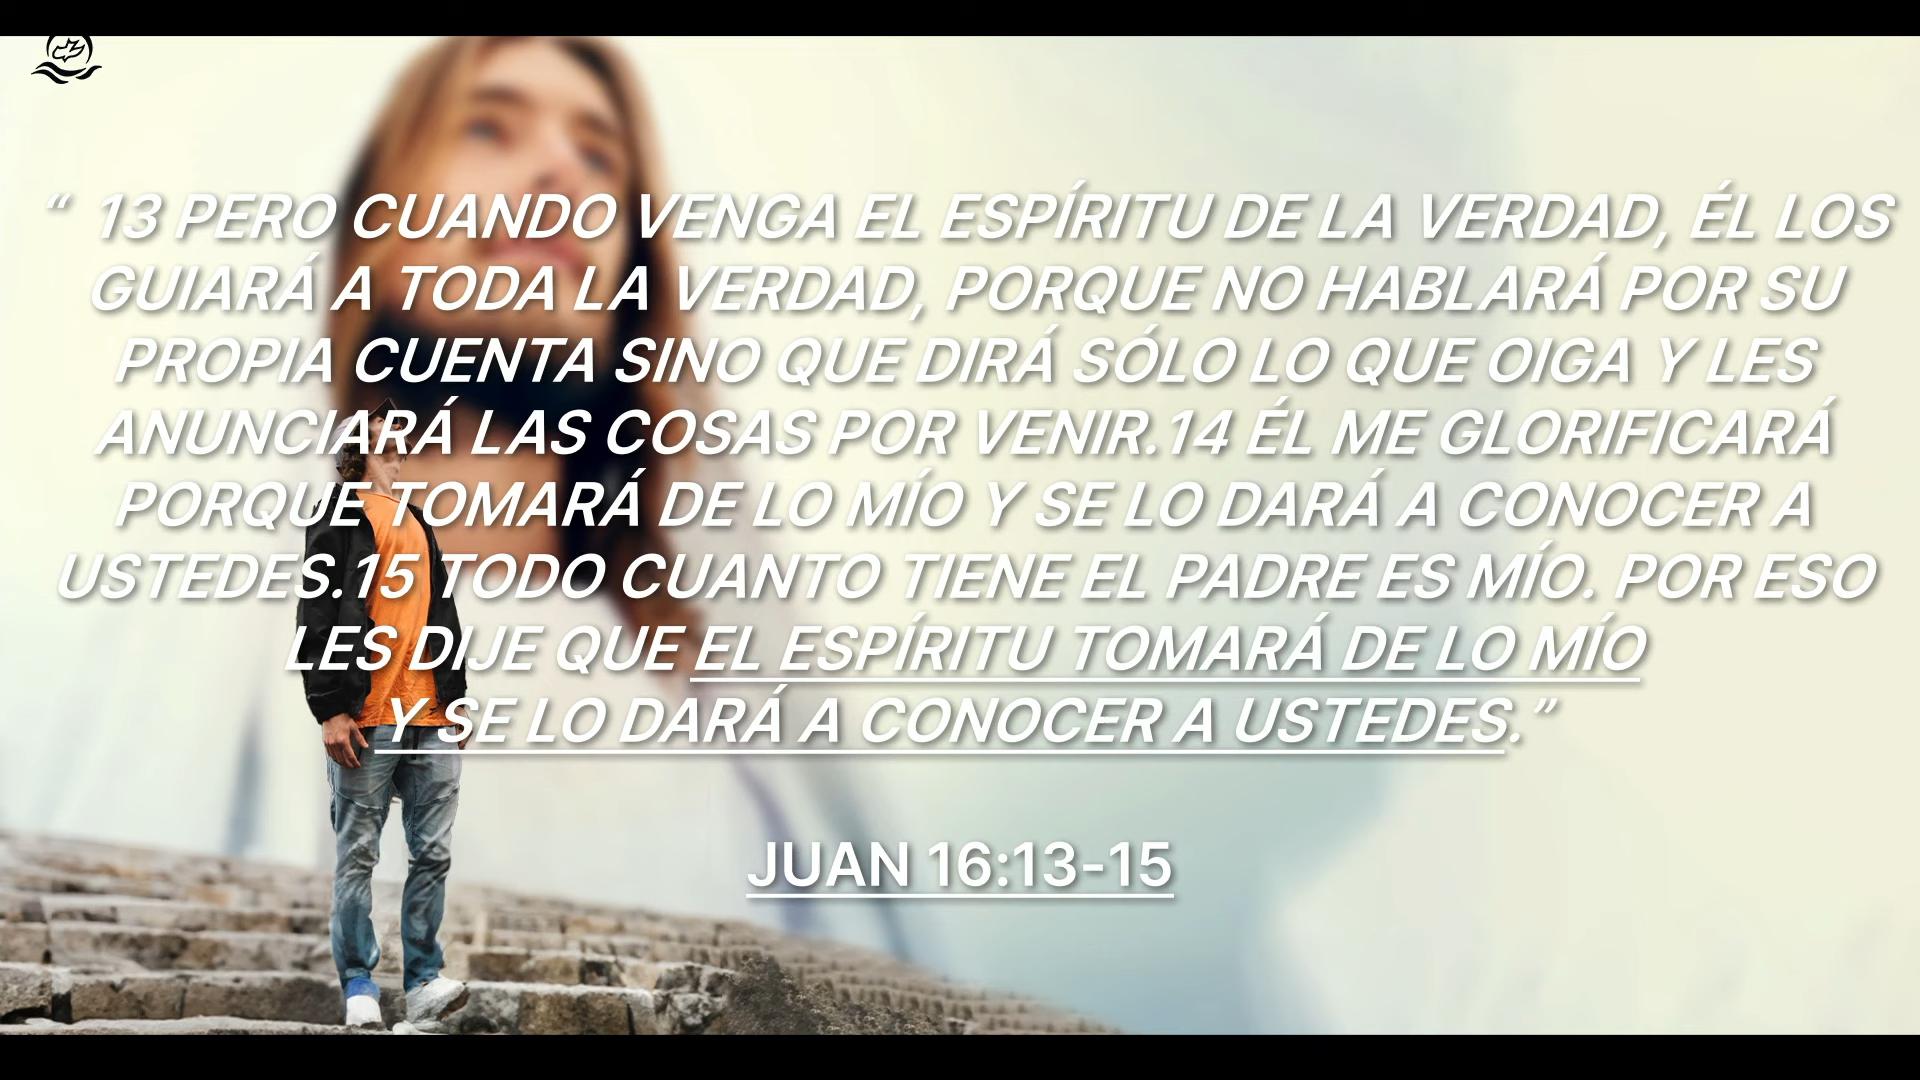 “ 13 PERO CUANDO VENGA EL ESPÍRITU DE LA VERDAD, ÉL LOS
GUIARÁ A TODA LA VERDAD, PORQUE NO HABLARÁ POR SU
PROPIA CUENTA SINO QUE DIRÁ SÓLO LO QUE OIGA Y LES
ANUNCIARÁ LAS COSAS POR VENIR.14 ÉL ME GLORIFICARÁ
PORQUE TOMARÁ DE LO MÍO Y SE LO DARÁ A CONOCER A
USTEDES.15 TODO CUANTO TIENE EL PADRE ES MÍO. POR ESO
LES DIJE QUE EL ESPÍRITU TOMARÁ DE LO MÍO
Y SE LO DARÁ A CONOCER A USTEDES.”
JUAN 16:13-15